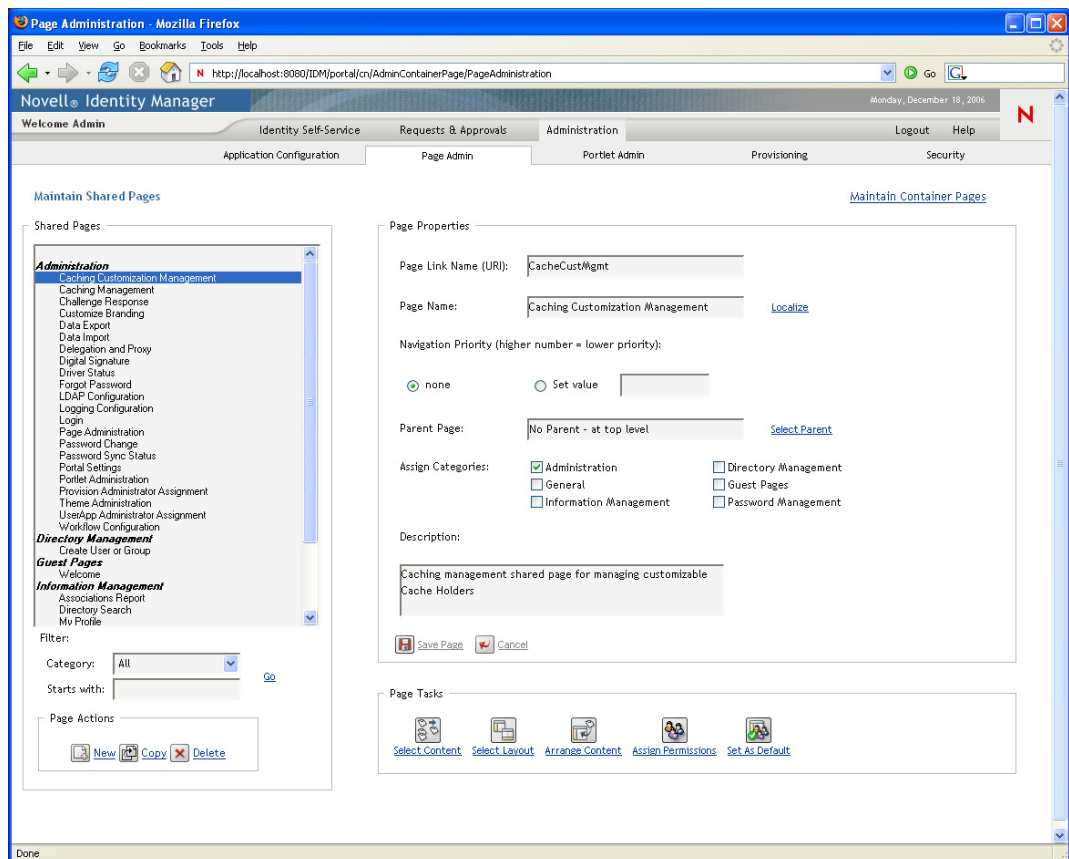 Page Administration - Mozilla Firefox
File Edit View Go Bookmarks Tools Help
N http://localhost:8080/IDM/portal/cn/AdminContainerPage/PageAdministration Go G
Novell® Identity Manager Monday, December 18, 2006
N
Welcome Admin Identity Self-Service Requests & Approvals Administration Logout Help
Application Configuration Page Admin Portlet Admin Provisioning Security
Maintain Shared Pages Maintain Container Pages
Shared Pages
Administration
Caching Customization Management
Caching Management
Challenge Response
Customize Branding
Data Export
Data Import
Delegation and Proxy
Digital Signature
Driver Status
Forgot Password
LDAP Configuration
Logging Configuration
Login
Page Administration
Password Change
Password Sync Status
Portal Settings
Portlet Administration
Provision Administrator Assignment
Theme Administration
UserApp Administrator Assignment
Workflow Configuration
Directory Management
Create User or Group
Guest Pages
Welcome
Information Management
Associations Report
Directory Search
My Profile
Filter:
Category: All
Go
Starts with:
Page Actions
New Copy Delete
Page Properties
Page Link Name (URI): CacheCustMgmt
Page Name: Caching Customization Management Localize
Navigation Priority (higher number = lower priority):
none Set value
Parent Page: No Parent - at top level Select Parent
Assign Categories: Administration Directory Management
General Guest Pages
Information Management Password Management
Description:
Caching management shared page for managing customizable
Cache Holders
Save Page Cancel
Page Tasks
Select Content Select Layout Arrange Content Assign Permissions Set As Default
Done